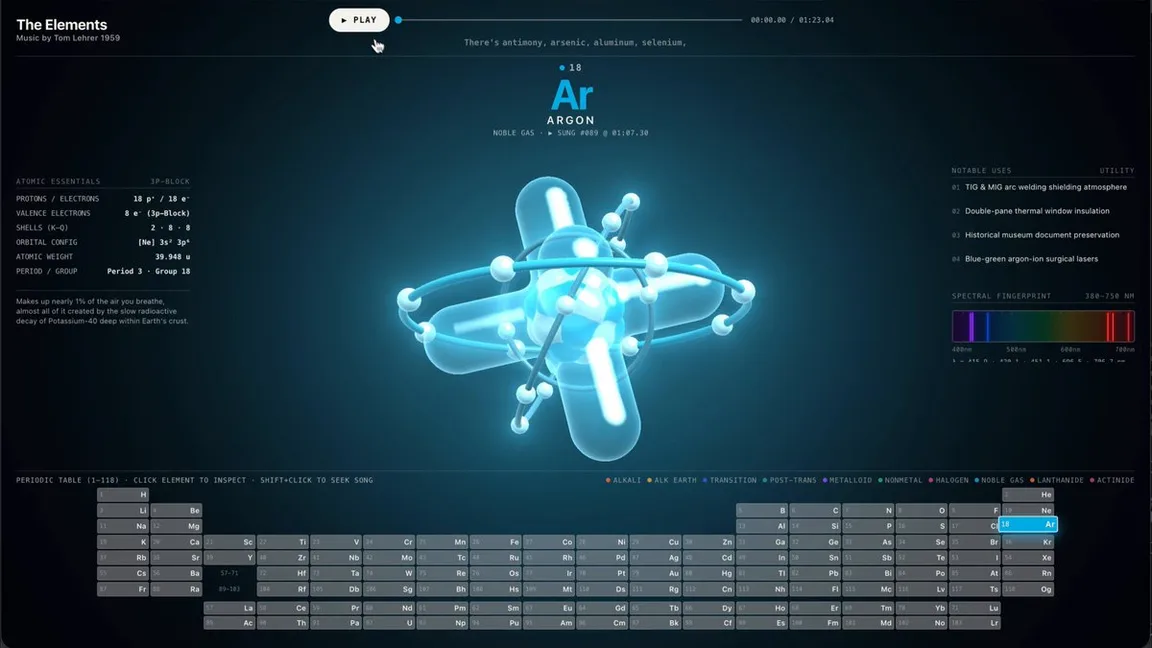 The Elements
Music by Tom Lehrer 1959
▶ PLAY
00:00.00 / 01:23.04
There's antimony, arsenic, aluminum, selenium,
18
Ar
ARGON
NOBLE GAS · ▶ SUNG #089 @ 01:07.30
ATOMIC ESSENTIALS 3P-BLOCK
PROTONS / ELECTRONS 18 p⁺ / 18 e⁻
VALENCE ELECTRONS 8 e⁻ (3p-Block)
SHELLS (K-Q) 2 · 8 · 8
ORBITAL CONFIG [Ne] 3s² 3p⁶
ATOMIC WEIGHT 39.948 u
PERIOD / GROUP Period 3 · Group 18
Makes up nearly 1% of the air you breathe,
almost all of it created by the slow radioactive
decay of Potassium-40 deep within Earth's crust.
NOTABLE USES UTILITY
01 TIG & MIG arc welding shielding atmosphere
02 Double-pane thermal window insulation
03 Historical museum document preservation
04 Blue-green argon-ion surgical lasers
SPECTRAL FINGERPRINT 380-750 NM
400nm 500nm 600nm 700nm
PERIODIC TABLE (1-118) · CLICK ELEMENT TO INSPECT · SHIFT+CLICK TO SEEK SONG
ALKALI ALK EARTH TRANSITION POST-TRANS METALLOID NONMETAL HALOGEN NOBLE GAS LANTHANIDE ACTINIDE
H He
Li Be B C N O F Ne
Na Mg Al Si P S Cl 18 Ar
K Ca Sc Ti V Cr Mn Fe Co Ni Cu Zn Ga Ge As Se Br Kr
Rb Sr Y Zr Nb Mo Tc Ru Rh Pd Ag Cd In Sn Sb Te I Xe
Cs Ba 57-71 Hf Ta W Re Os Ir Pt Au Hg Tl Pb Bi Po At Rn
Fr Ra 89-103 Rf Db Sg Bh Hs Mt Ds Rg Cn Nh Fl Mc Lv Ts Og
La Ce Pr Nd Pm Sm Eu Gd Tb Dy Ho Er Tm Yb Lu
Ac Th Pa U Np Pu Am Cm Bk Cf Es Fm Md No Lr